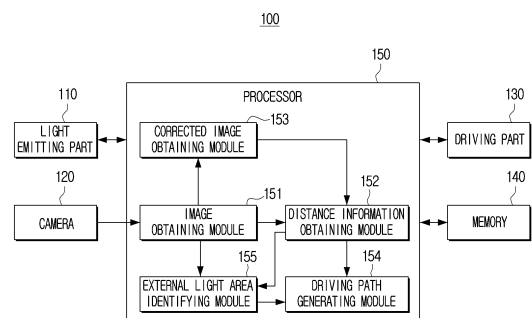 100
150
PROCESSOR
110
LIGHT
EMITTING PART
153
CORRECTED IMAGE
OBTAINING MODULE
130
DRIVING PART
120
CAMERA
151
IMAGE
OBTAINING MODULE
152
DISTANCE INFORMATION
OBTAINING MODULE
140
MEMORY
155
EXTERNAL LIGHT AREA
IDENTIFYING MODULE
154
DRIVING PATH
GENERATING MODULE